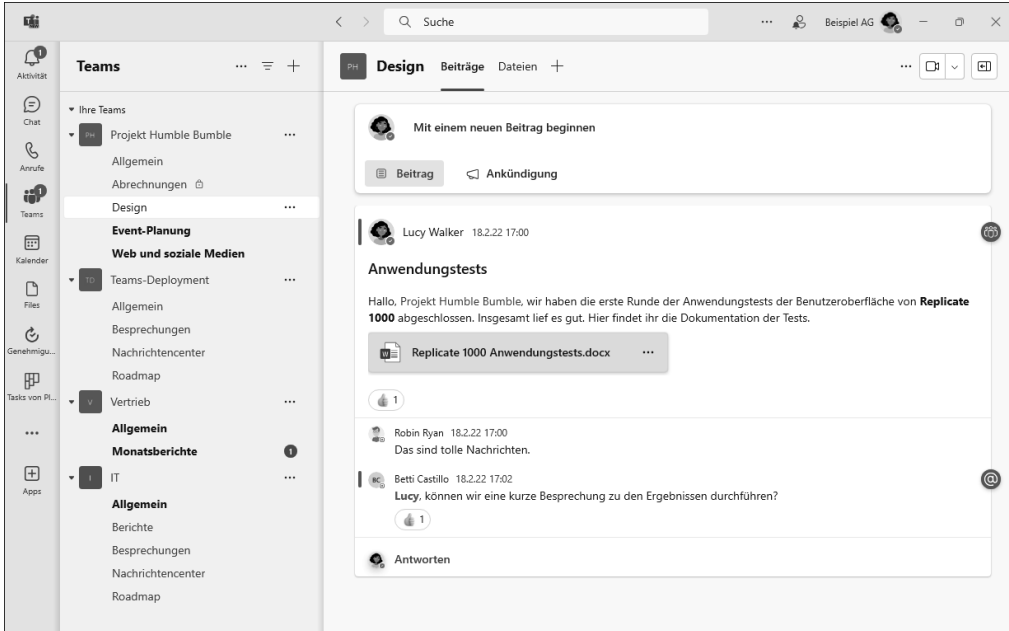 Suche
Beispiel AG
1
Aktivität
Chat
Anrufe
1
Teams
Kalender
Files
Genehmigu...
Tasks von Pl...
Apps
Teams
Ihre Teams
PH Projekt Humble Bumble
Allgemein
Abrechnungen
Design
Event-Planung
Web und soziale Medien
TD Teams-Deployment
Allgemein
Besprechungen
Nachrichtencenter
Roadmap
V Vertrieb
Allgemein
Monatsberichte 1
I IT
Allgemein
Berichte
Besprechungen
Nachrichtencenter
Roadmap
PH Design Beiträge Dateien
Mit einem neuen Beitrag beginnen
Beitrag Ankündigung
Lucy Walker 18.2.22 17:00
Anwendungstests
Hallo, Projekt Humble Bumble, wir haben die erste Runde der Anwendungstests der Benutzeroberfläche von Replicate
1000 abgeschlossen. Insgesamt lief es gut. Hier findet ihr die Dokumentation der Tests.
Replicate 1000 Anwendungstests.docx
1
Robin Ryan 18.2.22 17:00
Das sind tolle Nachrichten.
BC Betti Castillo 18.2.22 17:02
Lucy, können wir eine kurze Besprechung zu den Ergebnissen durchführen?
1
Antworten